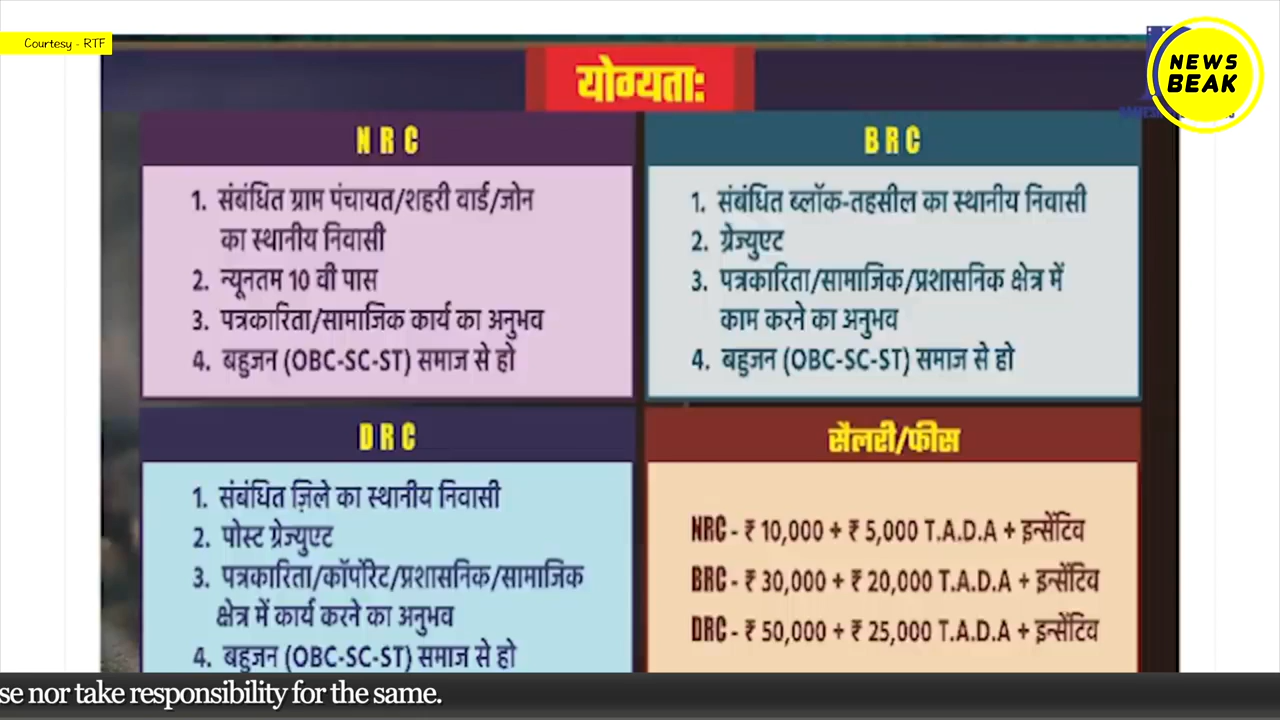 Courtesy - RTF
NEWS
BEAK
योग्यता:
NRC
1. संबंधित ग्राम पंचायत/शहरी वार्ड/जोन
का स्थानीय निवासी
2. न्यूनतम 10 वी पास
3. पत्रकारिता/सामाजिक कार्य का अनुभव
4. बहुजन (OBC-SC-ST) समाज से हो
BRC
1. संबंधित ब्लॉक-तहसील का स्थानीय निवासी
2. ग्रेज्युएट
3. पत्रकारिता/सामाजिक/प्रशासनिक क्षेत्र में
काम करने का अनुभव
4. बहुजन (OBC-SC-ST) समाज से हो
DRC
1. संबंधित ज़िले का स्थानीय निवासी
2. पोस्ट ग्रेज्युएट
3. पत्रकारिता/कॉर्पोरेट/प्रशासनिक/सामाजिक
क्षेत्र में कार्य करने का अनुभव
4. बहुजन (OBC-SC-ST) समाज से हो
सैलरी/फीस
NRC - ₹ 10,000 + ₹ 5,000 T.A.D.A + इन्सेंटिव
BRC - ₹ 30,000 + ₹ 20,000 T.A.D.A + इन्सेंटिव
DRC - ₹ 50,000 + ₹ 25,000 T.A.D.A + इन्सेंटिव
se nor take responsibility for the same.